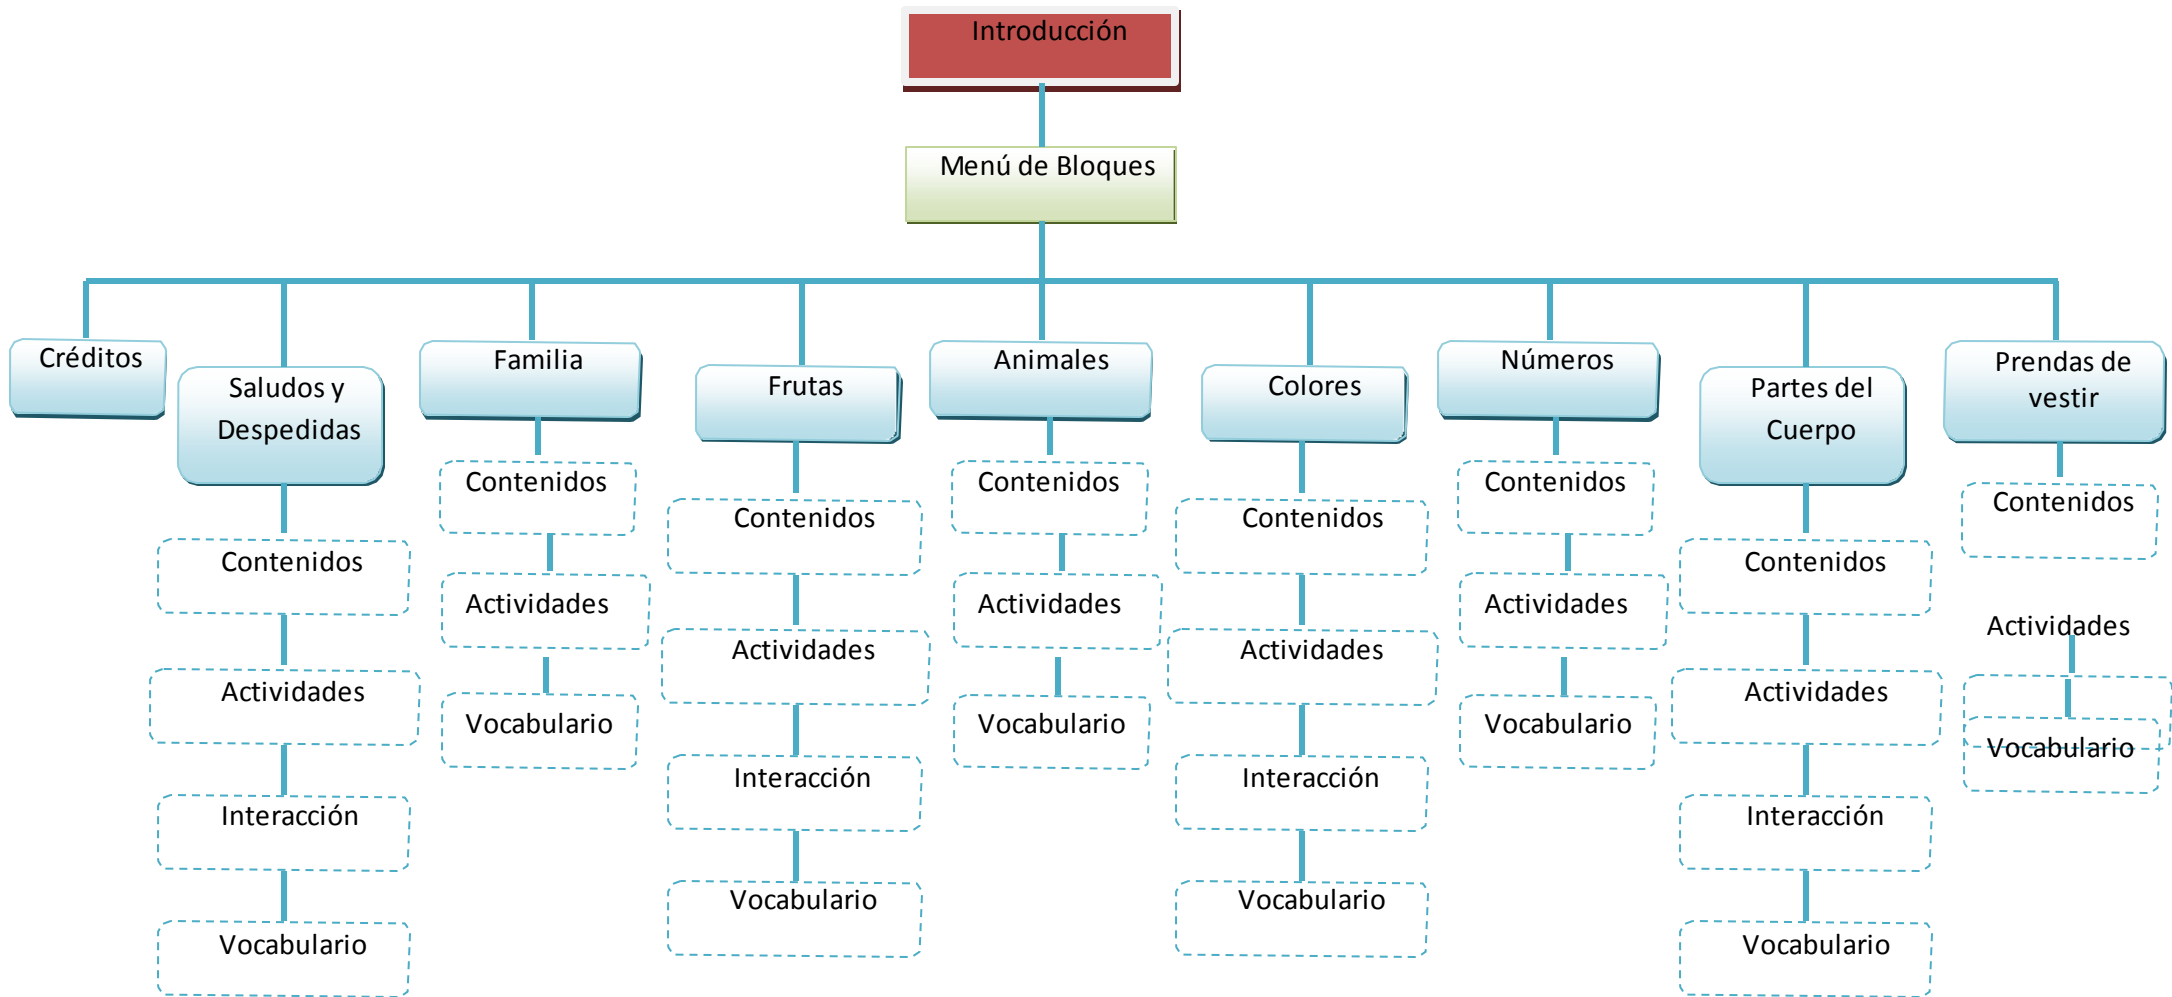 Introducción
Menú de Bloques
Créditos
Saludos y
Despedidas
Contenidos
Actividades
Interacción
Vocabulario
Familia
Contenidos
Actividades
Vocabulario
Frutas
Contenidos
Actividades
Interacción
Vocabulario
Animales
Contenidos
Actividades
Vocabulario
Colores
Contenidos
Actividades
Interacción
Vocabulario
Números
Contenidos
Actividades
Vocabulario
Partes del
Cuerpo
Contenidos
Actividades
Interacción
Vocabulario
Prendas de
vestir
Contenidos
Actividades
Vocabulario